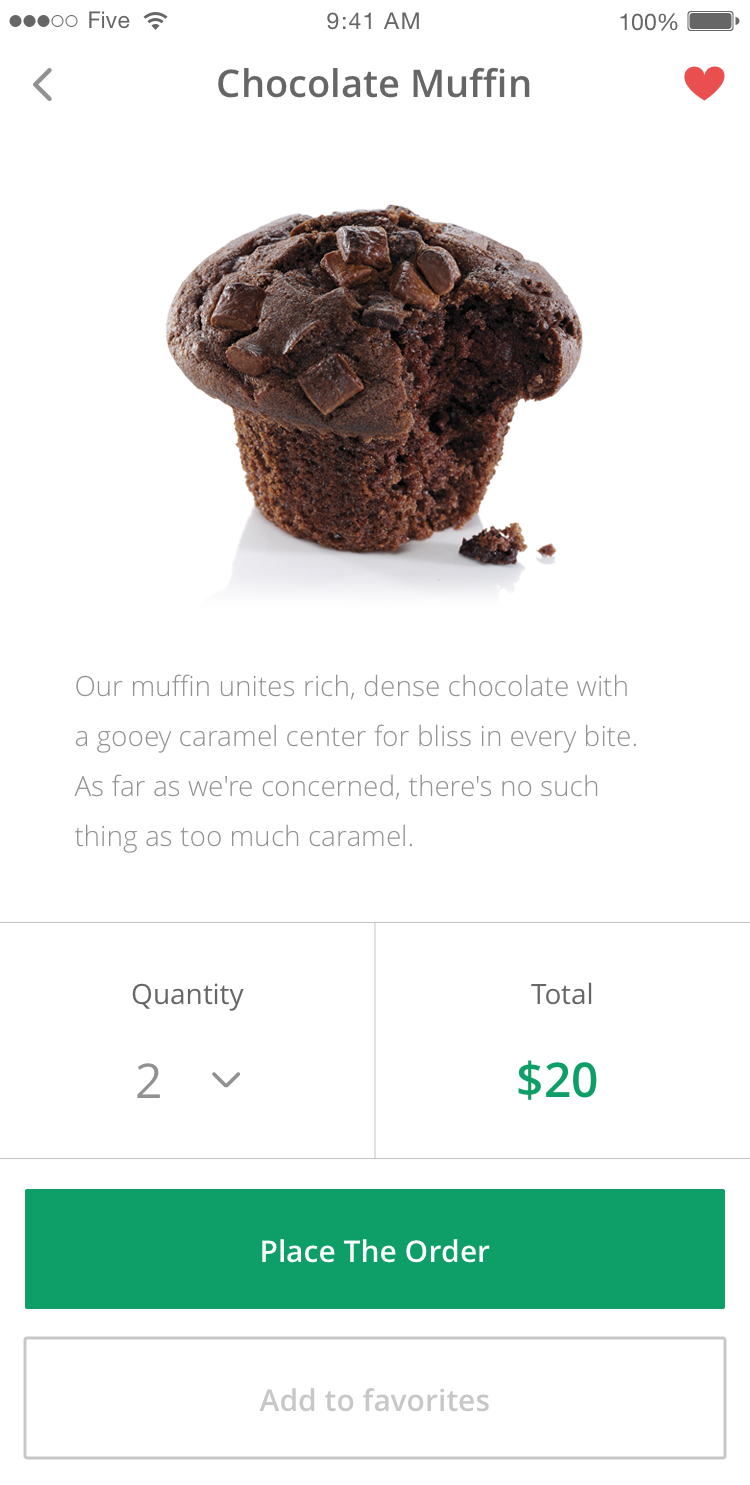 Five 9:41 AM 100%
Chocolate Muffin
Our muffin unites rich, dense chocolate with
a gooey caramel center for bliss in every bite.
As far as we're concerned, there's no such
thing as too much caramel.
Quantity
2
Total
$20
Place The Order
Add to favorites